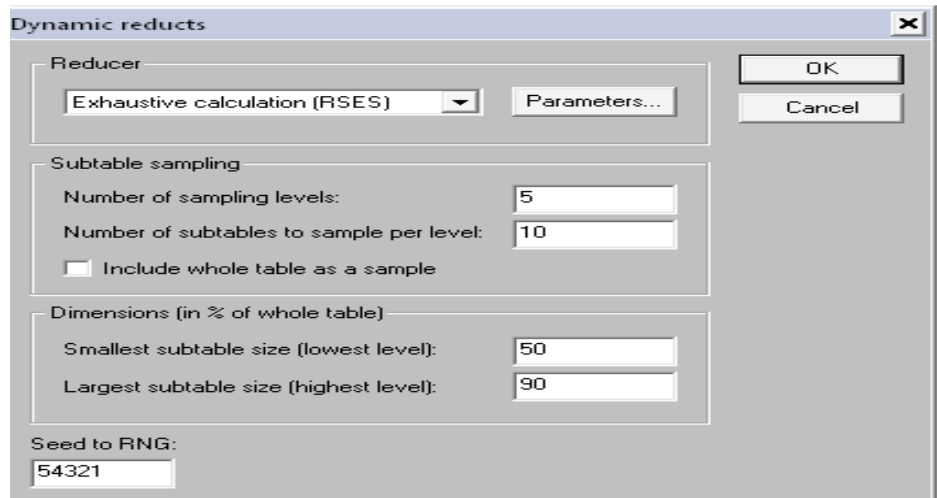 Dynamic reducts
Reducer
Exhaustive calculation (RSES)
Parameters...
OK
Cancel
Subtable sampling
Number of sampling levels: 5
Number of subtables to sample per level: 10
Include whole table as a sample
Dimensions (in % of whole table)
Smallest subtable size (lowest level): 50
Largest subtable size (highest level): 90
Seed to RNG:
54321